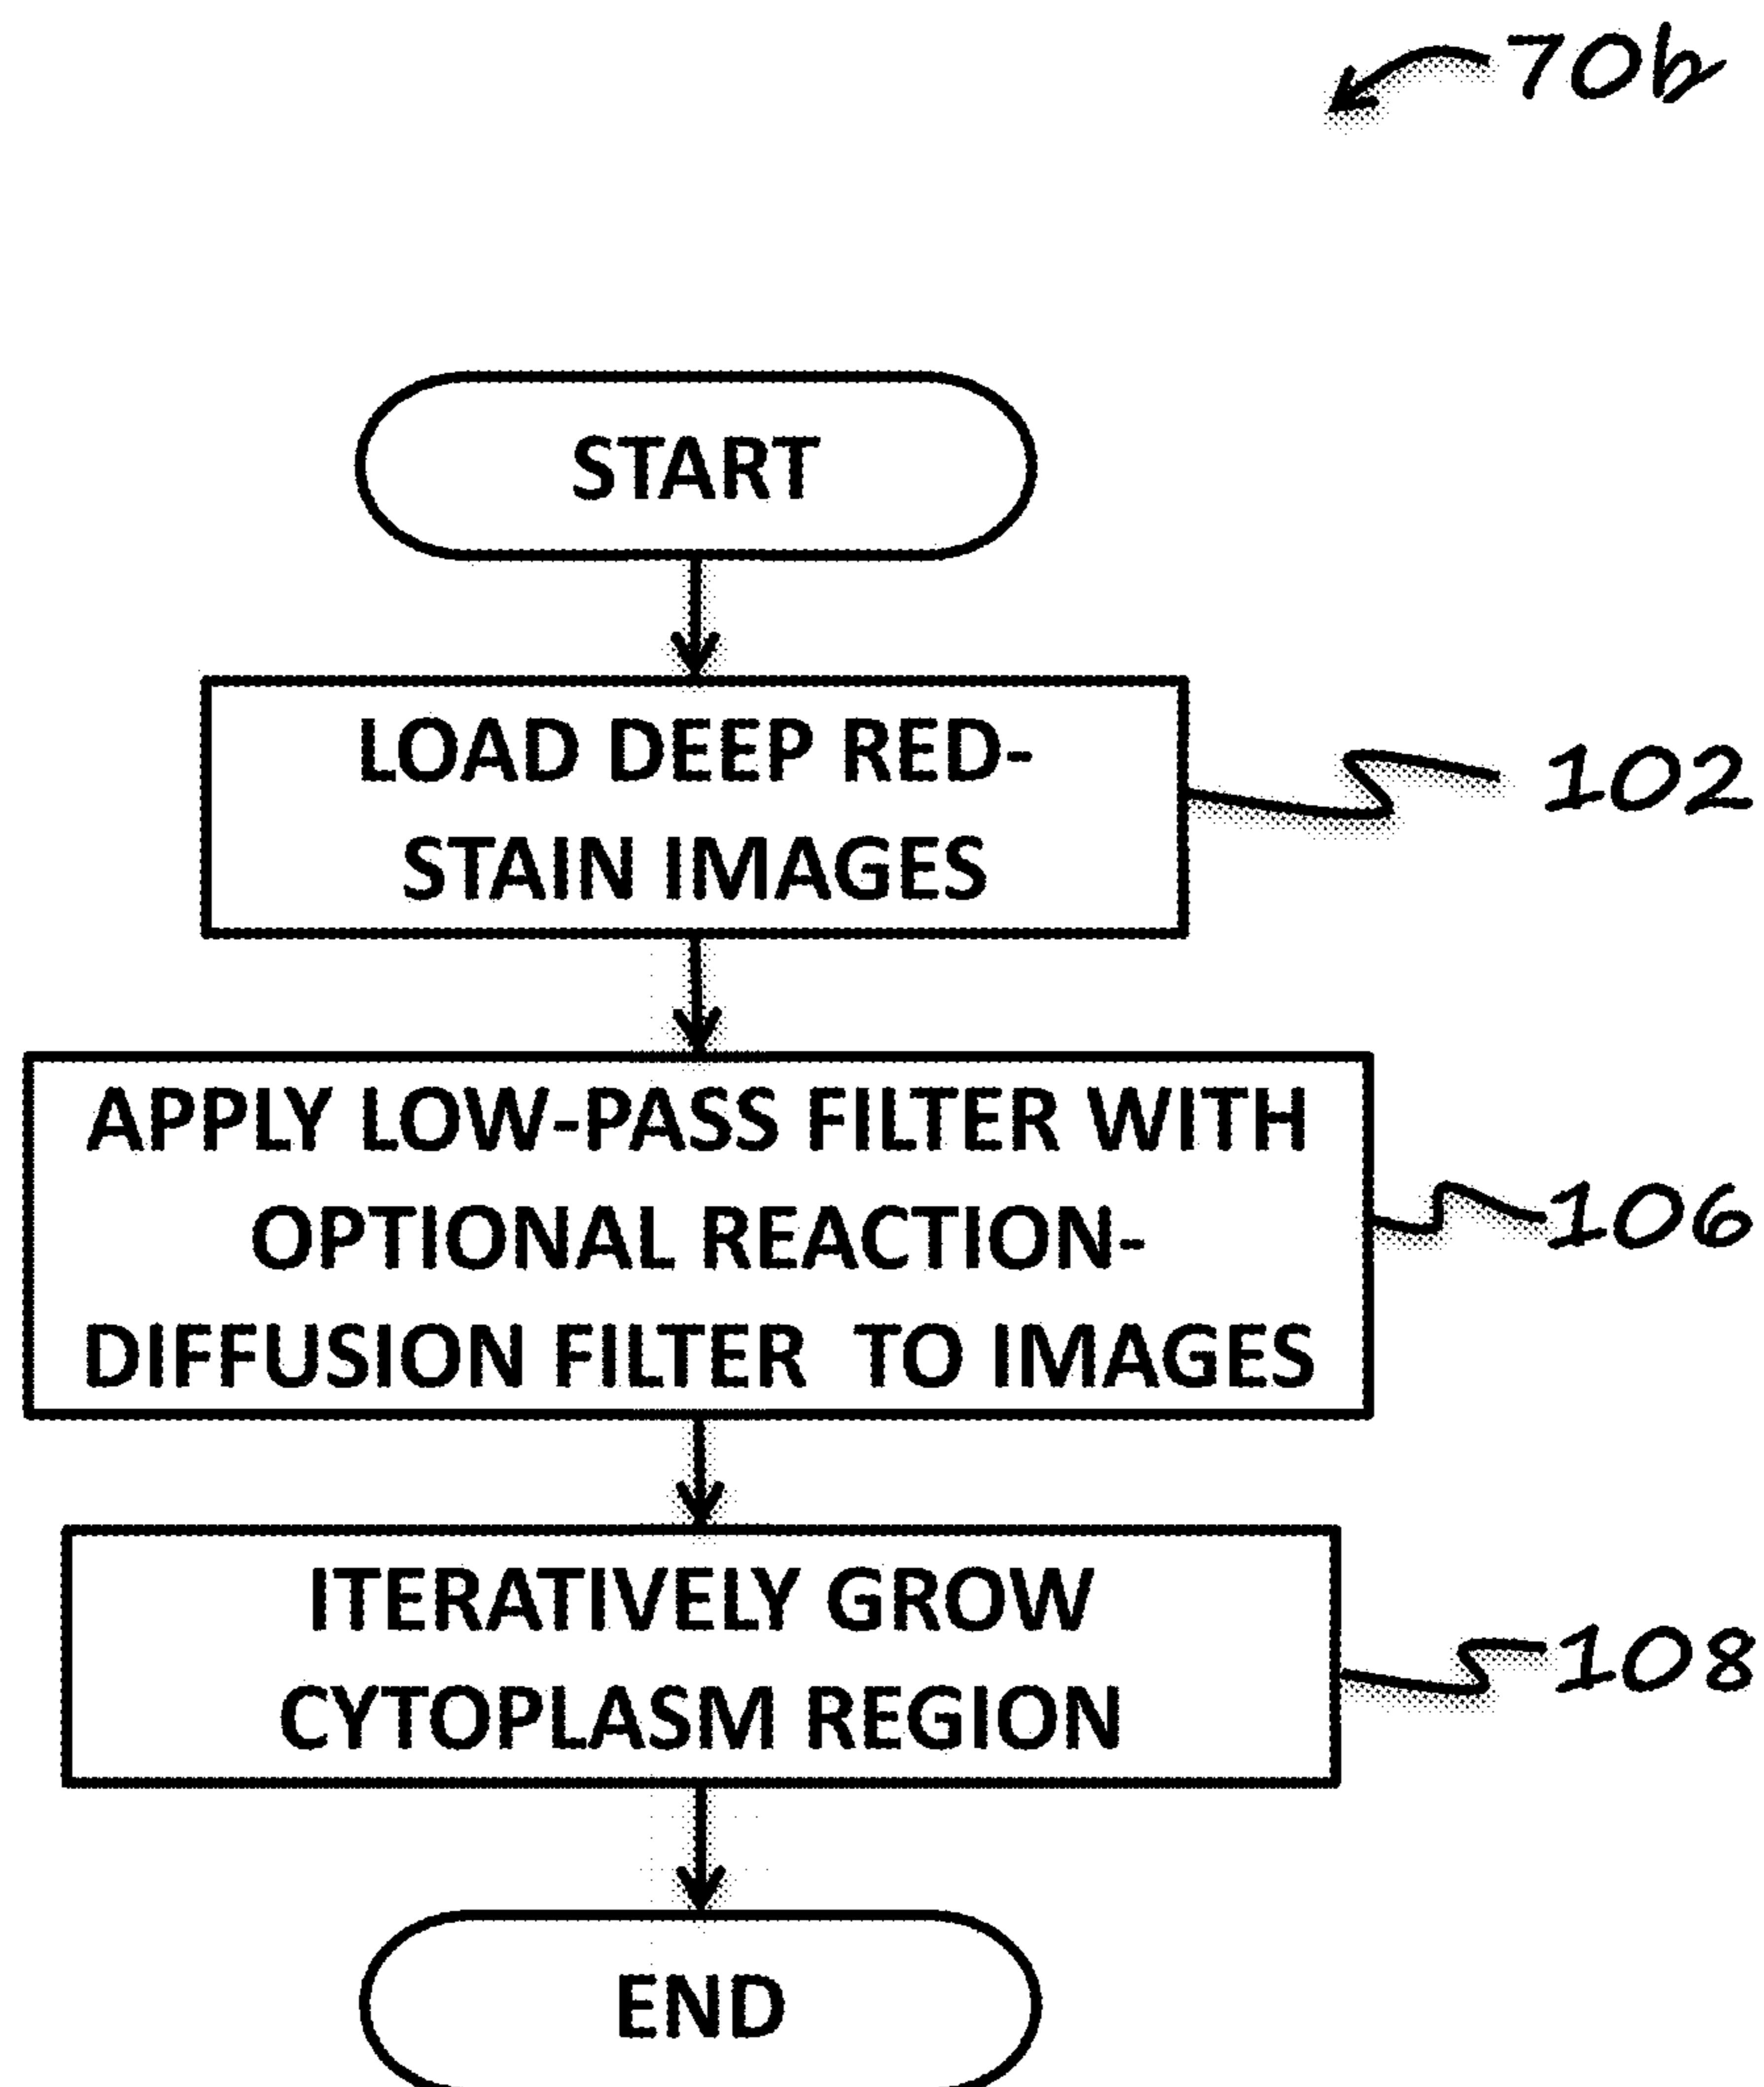 70b
START
LOAD DEEP RED-
STAIN IMAGES
102
APPLY LOW-PASS FILTER WITH
OPTIONAL REACTION-
DIFFUSION FILTER TO IMAGES
106
ITERATIVELY GROW
CYTOPLASM REGION
108
END